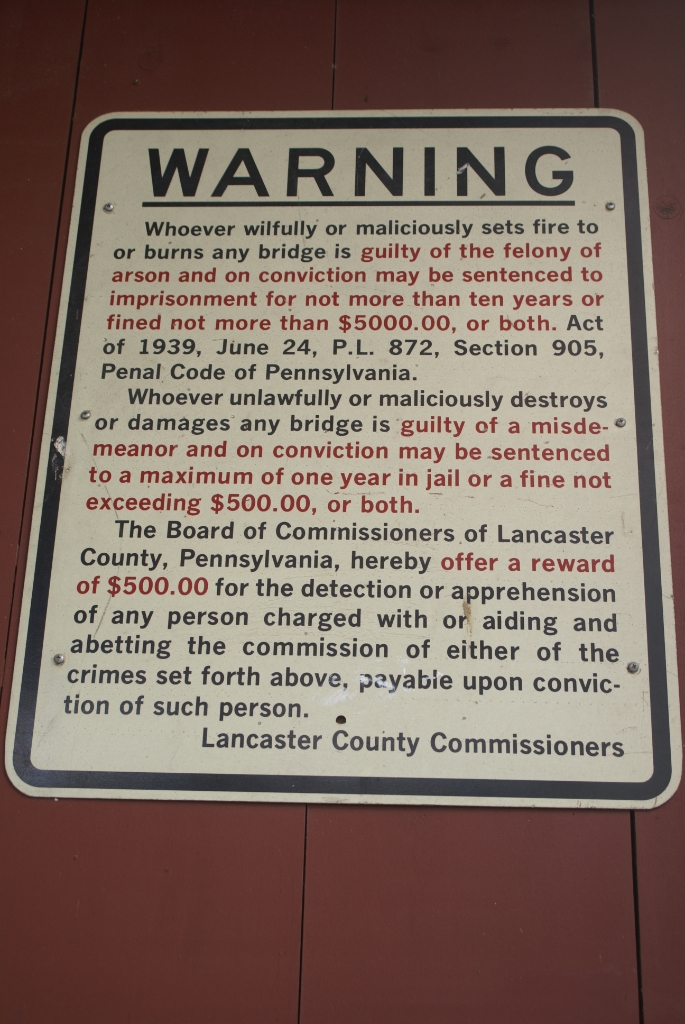 WARNING
Whoever wilfully or maliciously sets fire to
or burns any bridge is guilty of the felony of
arson and on conviction may be sentenced to
imprisonment for not more than ten years or
fined not more than $5000.00, or both. Act
of 1939, June 24, P.L. 872, Section 905,
Penal Code of Pennsylvania.
Whoever unlawfully or maliciously destroys
or damages any bridge is guilty of a misde-
meanor and on conviction may be sentenced
to a maximum of one year in jail or a fine not
exceeding $500.00, or both.
The Board of Commissioners of Lancaster
County, Pennsylvania, hereby offer a reward
of $500.00 for the detection or apprehension
of any person charged with or aiding and
abetting the commission of either of the
crimes set forth above, payable upon convic-
tion of such person.
Lancaster County Commissioners